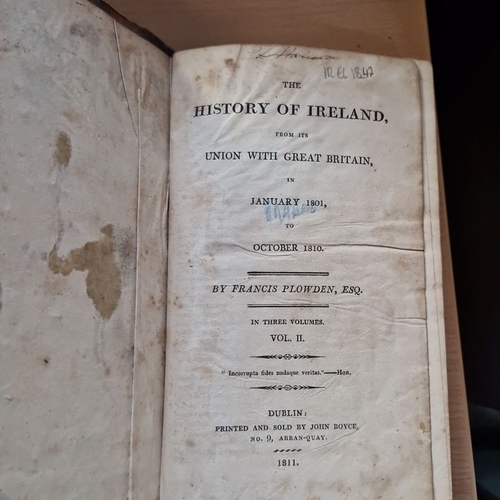 IREL 1847
THE
HISTORY OF IRELAND,
FROM ITS
UNION WITH GREAT BRITAIN,
IN
JANUARY 1801,
TO
OCTOBER 1810.
BY FRANCIS PLOWDEN, ESQ.
IN THREE VOLUMES.
VOL. II.
" Incorrupta fides nudaque veritas."—Hor.
DUBLIN:
PRINTED AND SOLD BY JOHN BOYCE,
NO. 9, ARRAN-QUAY.
1811.